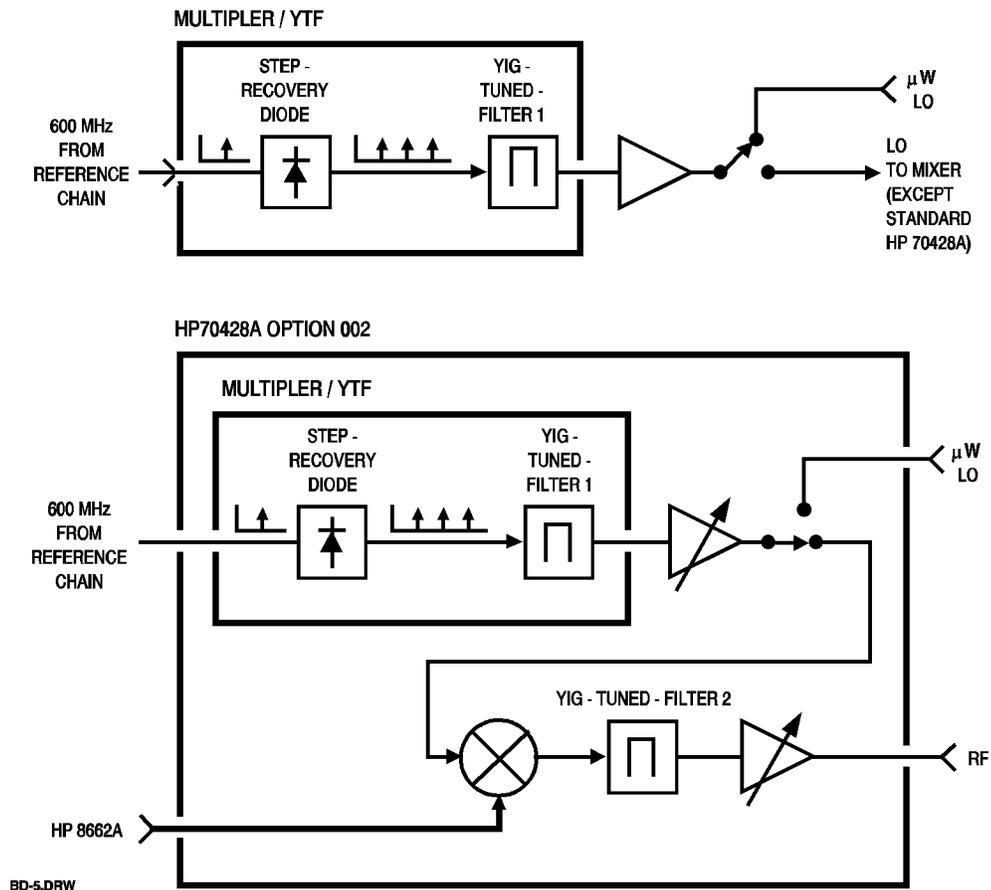 MULTIPLER / YTF
STEP -
RECOVERY
DIODE
YIG -
TUNED -
FILTER 1
600 MHz
FROM
REFERENCE
CHAIN
μW
LO
LO
TO MIXER
(EXCEPT
STANDARD
HP 70428A)
HP70428A OPTION 002
MULTIPLER / YTF
STEP -
RECOVERY
DIODE
YIG -
TUNED -
FILTER 1
600 MHz
FROM
REFERENCE
CHAIN
μW
LO
YIG - TUNED - FILTER 2
RF
HP 8662A
BD-5.DRW